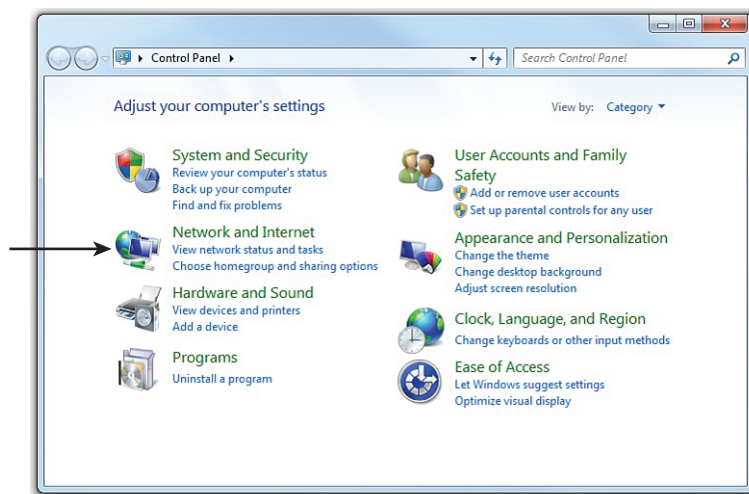 Control Panel
Search Control Panel
Adjust your computer's settings
View by: Category
System and Security
Review your computer's status
Back up your computer
Find and fix problems
Network and Internet
View network status and tasks
Choose homegroup and sharing options
Hardware and Sound
View devices and printers
Add a device
Programs
Uninstall a program
User Accounts and Family
Safety
Add or remove user accounts
Set up parental controls for any user
Appearance and Personalization
Change the theme
Change desktop background
Adjust screen resolution
Clock, Language, and Region
Change keyboards or other input methods
Ease of Access
Let Windows suggest settings
Optimize visual display